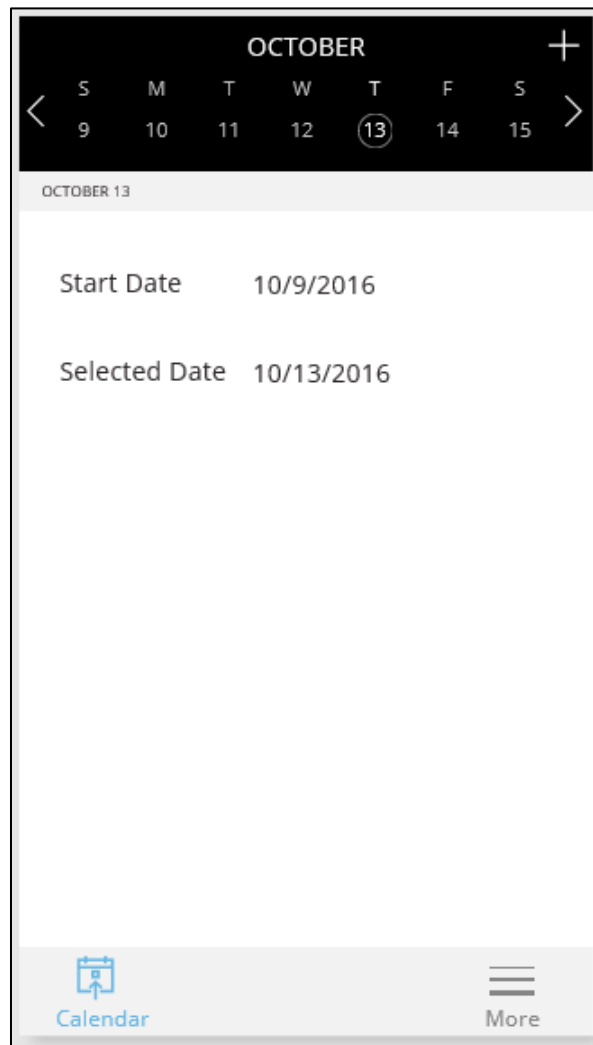 OCTOBER
S M T W T F S
9 10 11 12 13 14 15
OCTOBER 13
Start Date 10/9/2016
Selected Date 10/13/2016
Calendar More